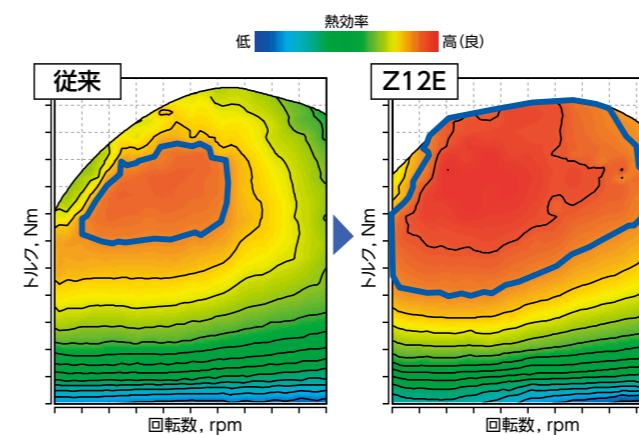 熱効率
低 高(良)
従来
Z12E
トルク, Nm
トルク, Nm
回転数, rpm
回転数, rpm